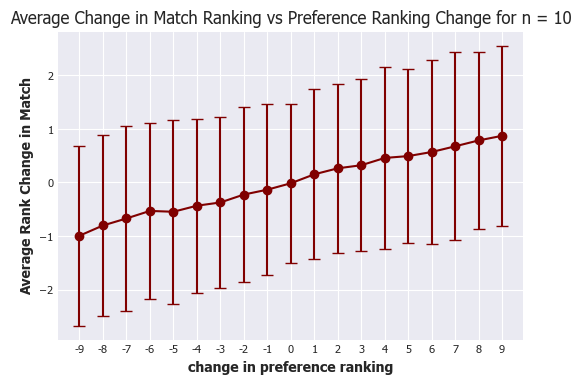 Average Change in Match Ranking vs Preference Ranking Change for n = 10
Average Rank Change in Match
2
1
0
−1
−2
-9 -8 -7 -6 -5 -4 -3 -2 -1 0 1 2 3 4 5 6 7 8 9
change in preference ranking